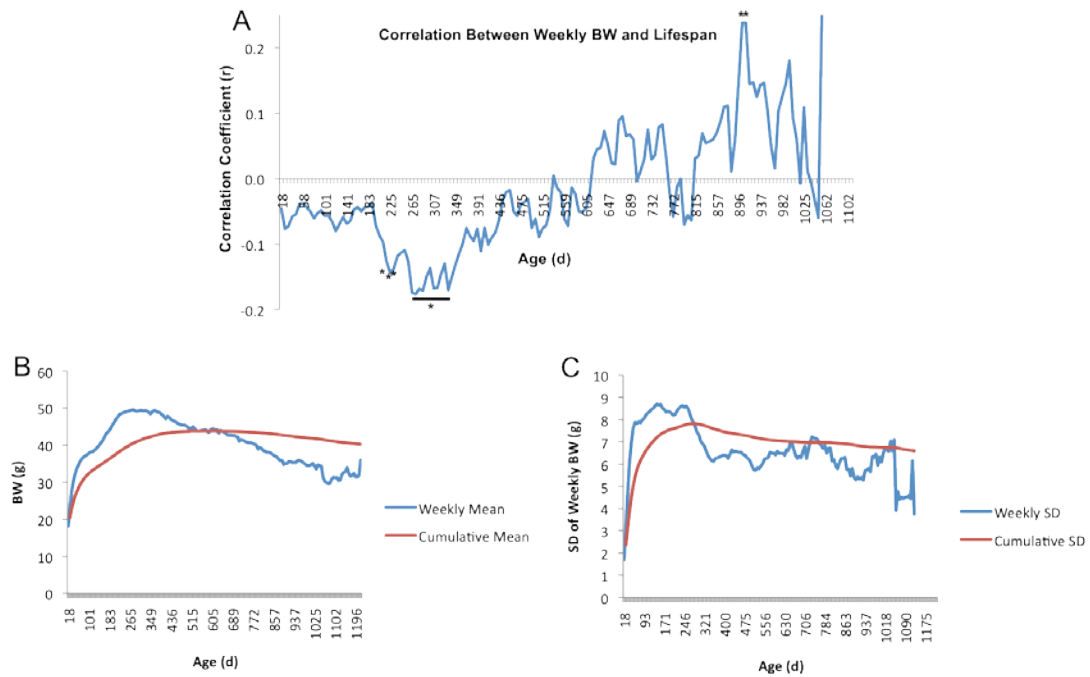 A
Correlation Between Weekly BW and Lifespan
**
Correlation Coefficient (r)
0.2
0.1
0.0
-0.1
-0.2
18 58 101 141 183 225 265 307 349 391 436 475 515 559 605 647 689 732 772 815 857 896 937 982 1025 1062 1102
Age (d)
* **
*
B
BW (g)
60
50
40
30
20
10
0
18 101 183 265 349 436 515 605 689 772 857 937 1025 1102 1196
Age (d)
Weekly Mean
Cumulative Mean
C
SD of Weekly BW (g)
10
9
8
7
6
5
4
3
2
1
0
18 93 171 246 321 401 475 556 630 706 784 863 937 1018 1090 1175
Age (d)
Weekly SD
Cumulative SD